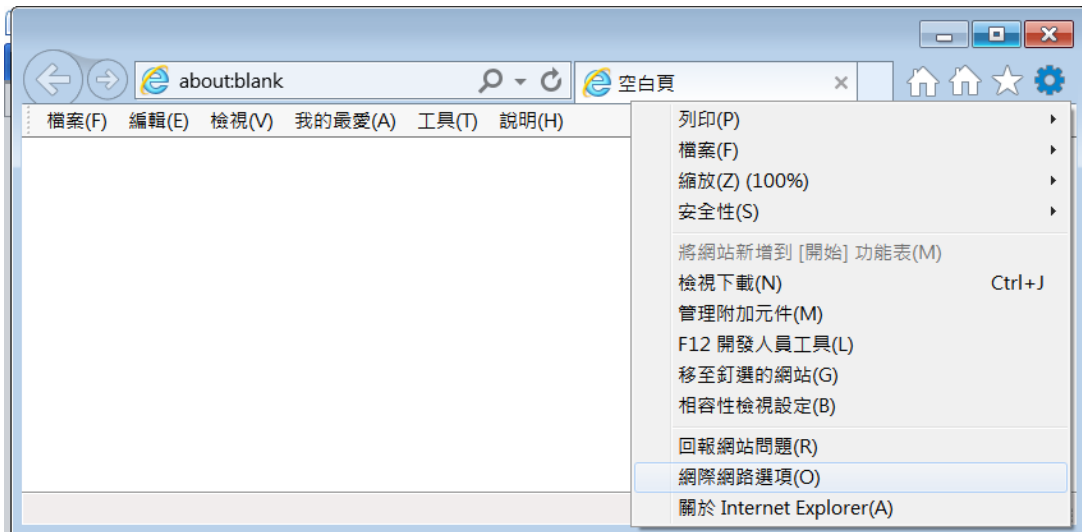 about:blank
空白頁
檔案(F) 編輯(E) 檢視(V) 我的最愛(A) 工具(T) 說明(H)
列印(P)
檔案(F)
縮放(Z) (100%)
安全性(S)
將網站新增到 [開始] 功能表(M)
檢視下載(N) Ctrl+J
管理附加元件(M)
F12 開發人員工具(L)
移至釘選的網站(G)
相容性檢視設定(B)
回報網站問題(R)
網際網路選項(O)
關於 Internet Explorer(A)